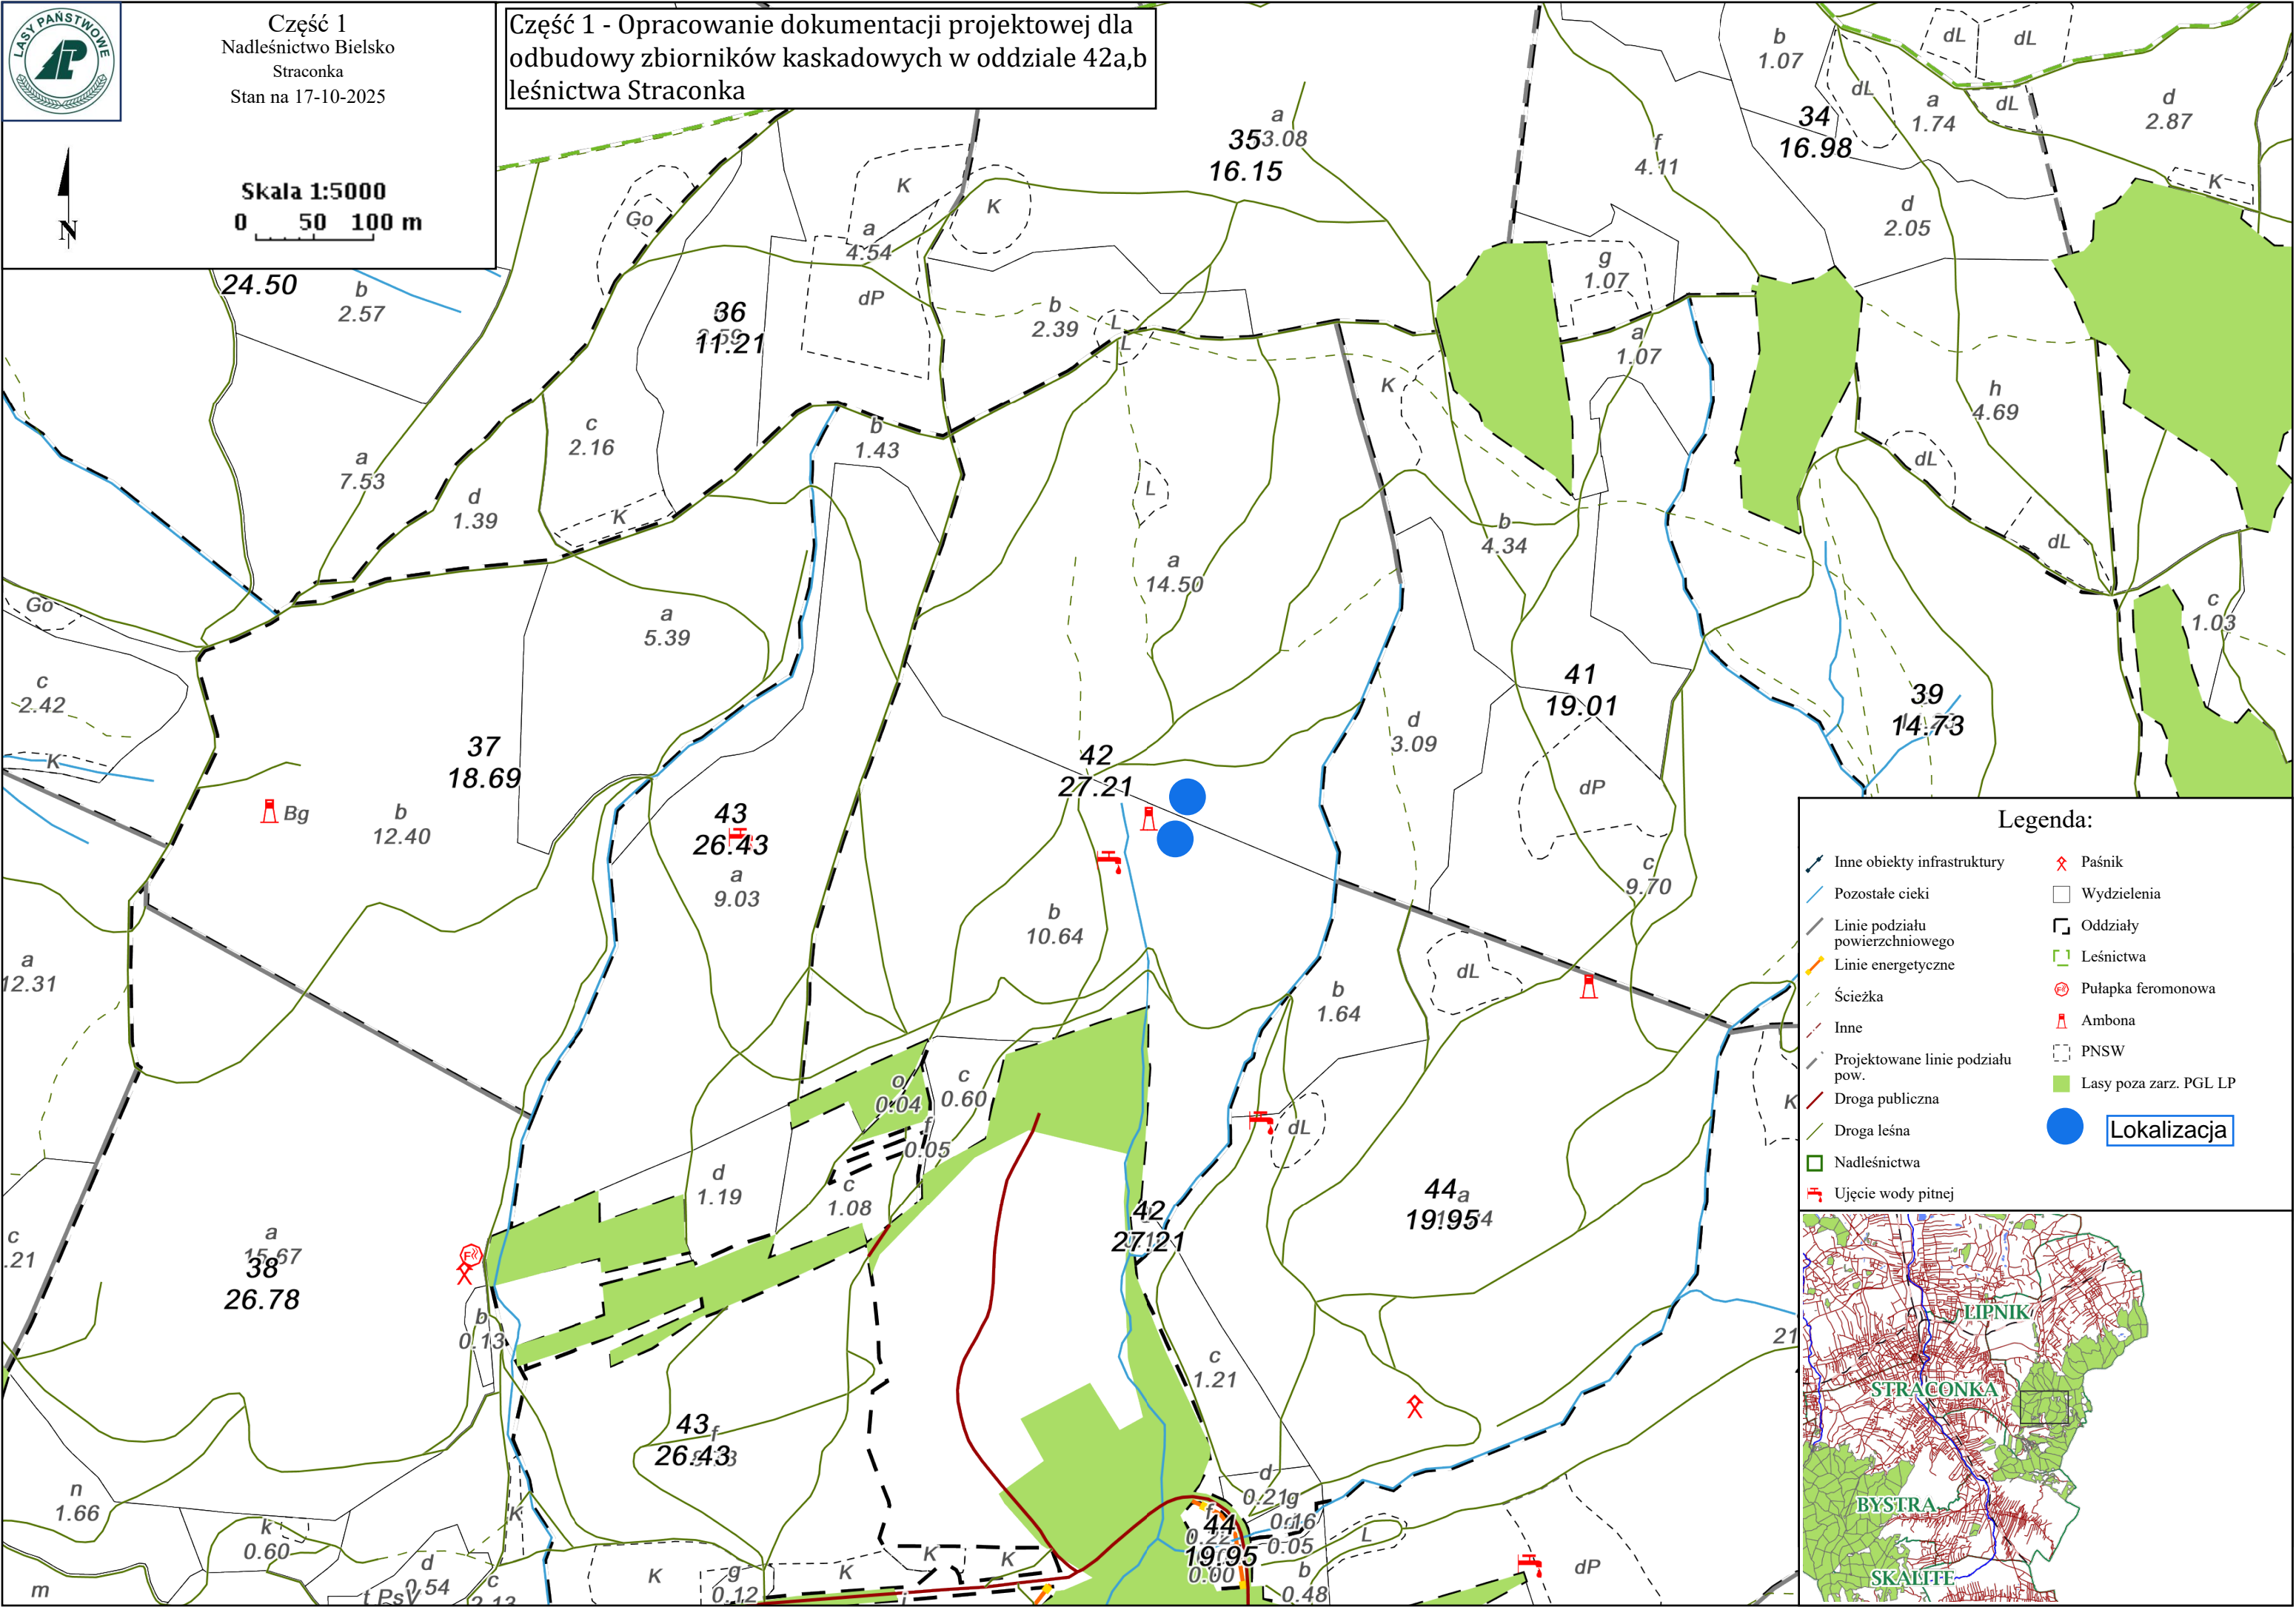 LASY PAŃSTWOWE
Część 1
Nadleśnictwo Bielsko
Straconka
Stan na 17-10-2025
Skala 1:5000
0 50 100 m
N
Część 1 - Opracowanie dokumentacji projektowej dla
odbudowy zbiorników kaskadowych w oddziale 42a,b
leśnictwa Straconka
b
1.07
dL
dL
dL
a
1.74
dL
d
2.87
34
16.98
a
3.08
35
16.15
f
4.11
K
d
2.05
K
K
Go
a
4.54
dP
g
1.07
24.50
b
2.57
36
11.21
b
2.39
L
L
a
1.07
K
h
4.69
c
2.16
b
1.43
a
7.53
d
1.39
K
L
dL
b
4.34
dL
a
14.50
Go
a
5.39
c
1.03
c
2.42
K
41
19.01
39
14.73
d
3.09
37
18.69
42
27.21
dP
Bg
b
12.40
43
26.43
a
9.03
c
9.70
b
10.64
a
12.31
dL
b
1.64
o
0.04
c
0.60
f
0.05
K
dL
d
1.19
c
1.08
44
19.95
a
42
27.21
c
.21
a
15.67
38
26.78
b
0.13
21
c
1.21
43
26.43
f
n
1.66
k
0.60
K
d
0.21
g
0.16
0.05
f
0.22
44
19.95
0.00
L
b
0.48
dP
m
d
0.54
t PsV
c
2.13
K
g
0.12
K
K
K
i
Legenda:
Inne obiekty infrastruktury
Pozostałe cieki
Linie podziału
powierzchniowego
Linie energetyczne
Ścieżka
Inne
Projektowane linie podziału
pow.
Droga publiczna
Droga leśna
Nadleśnictwa
Ujęcie wody pitnej
Paśnik
Wydzielenia
Oddziały
Leśnictwa
Pułapka feromonowa
Ambona
PNSW
Lasy poza zarz. PGL LP
Lokalizacja
LIPNIK
STRACONKA
BYSTRA
SKALITE